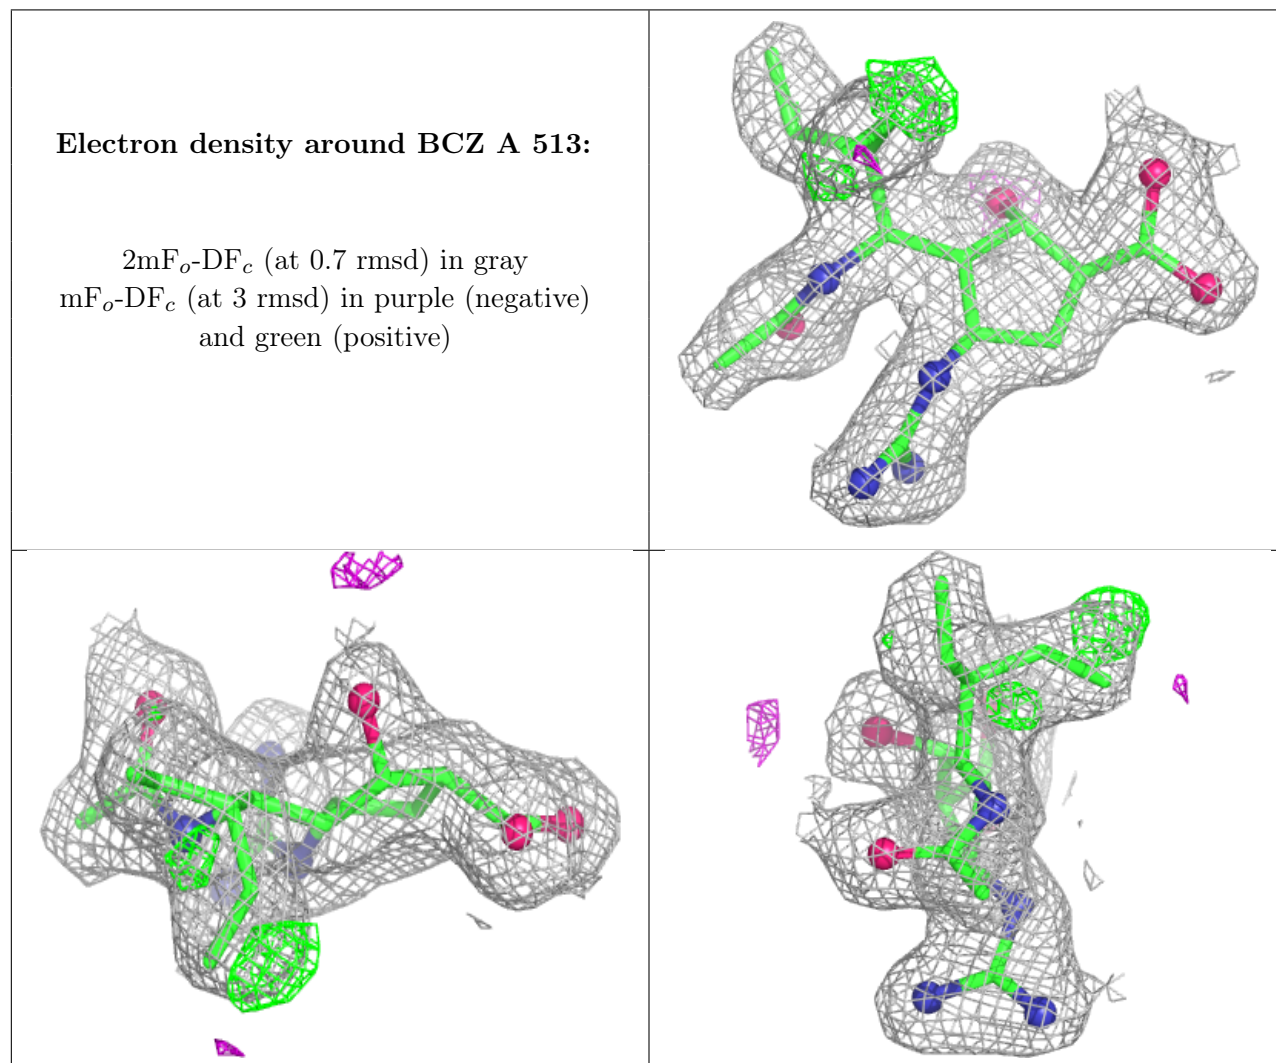 Electron density around BCZ A 513:
2mFo-DFc (at 0.7 rmsd) in gray
mFo-DFc (at 3 rmsd) in purple (negative)
and green (positive)